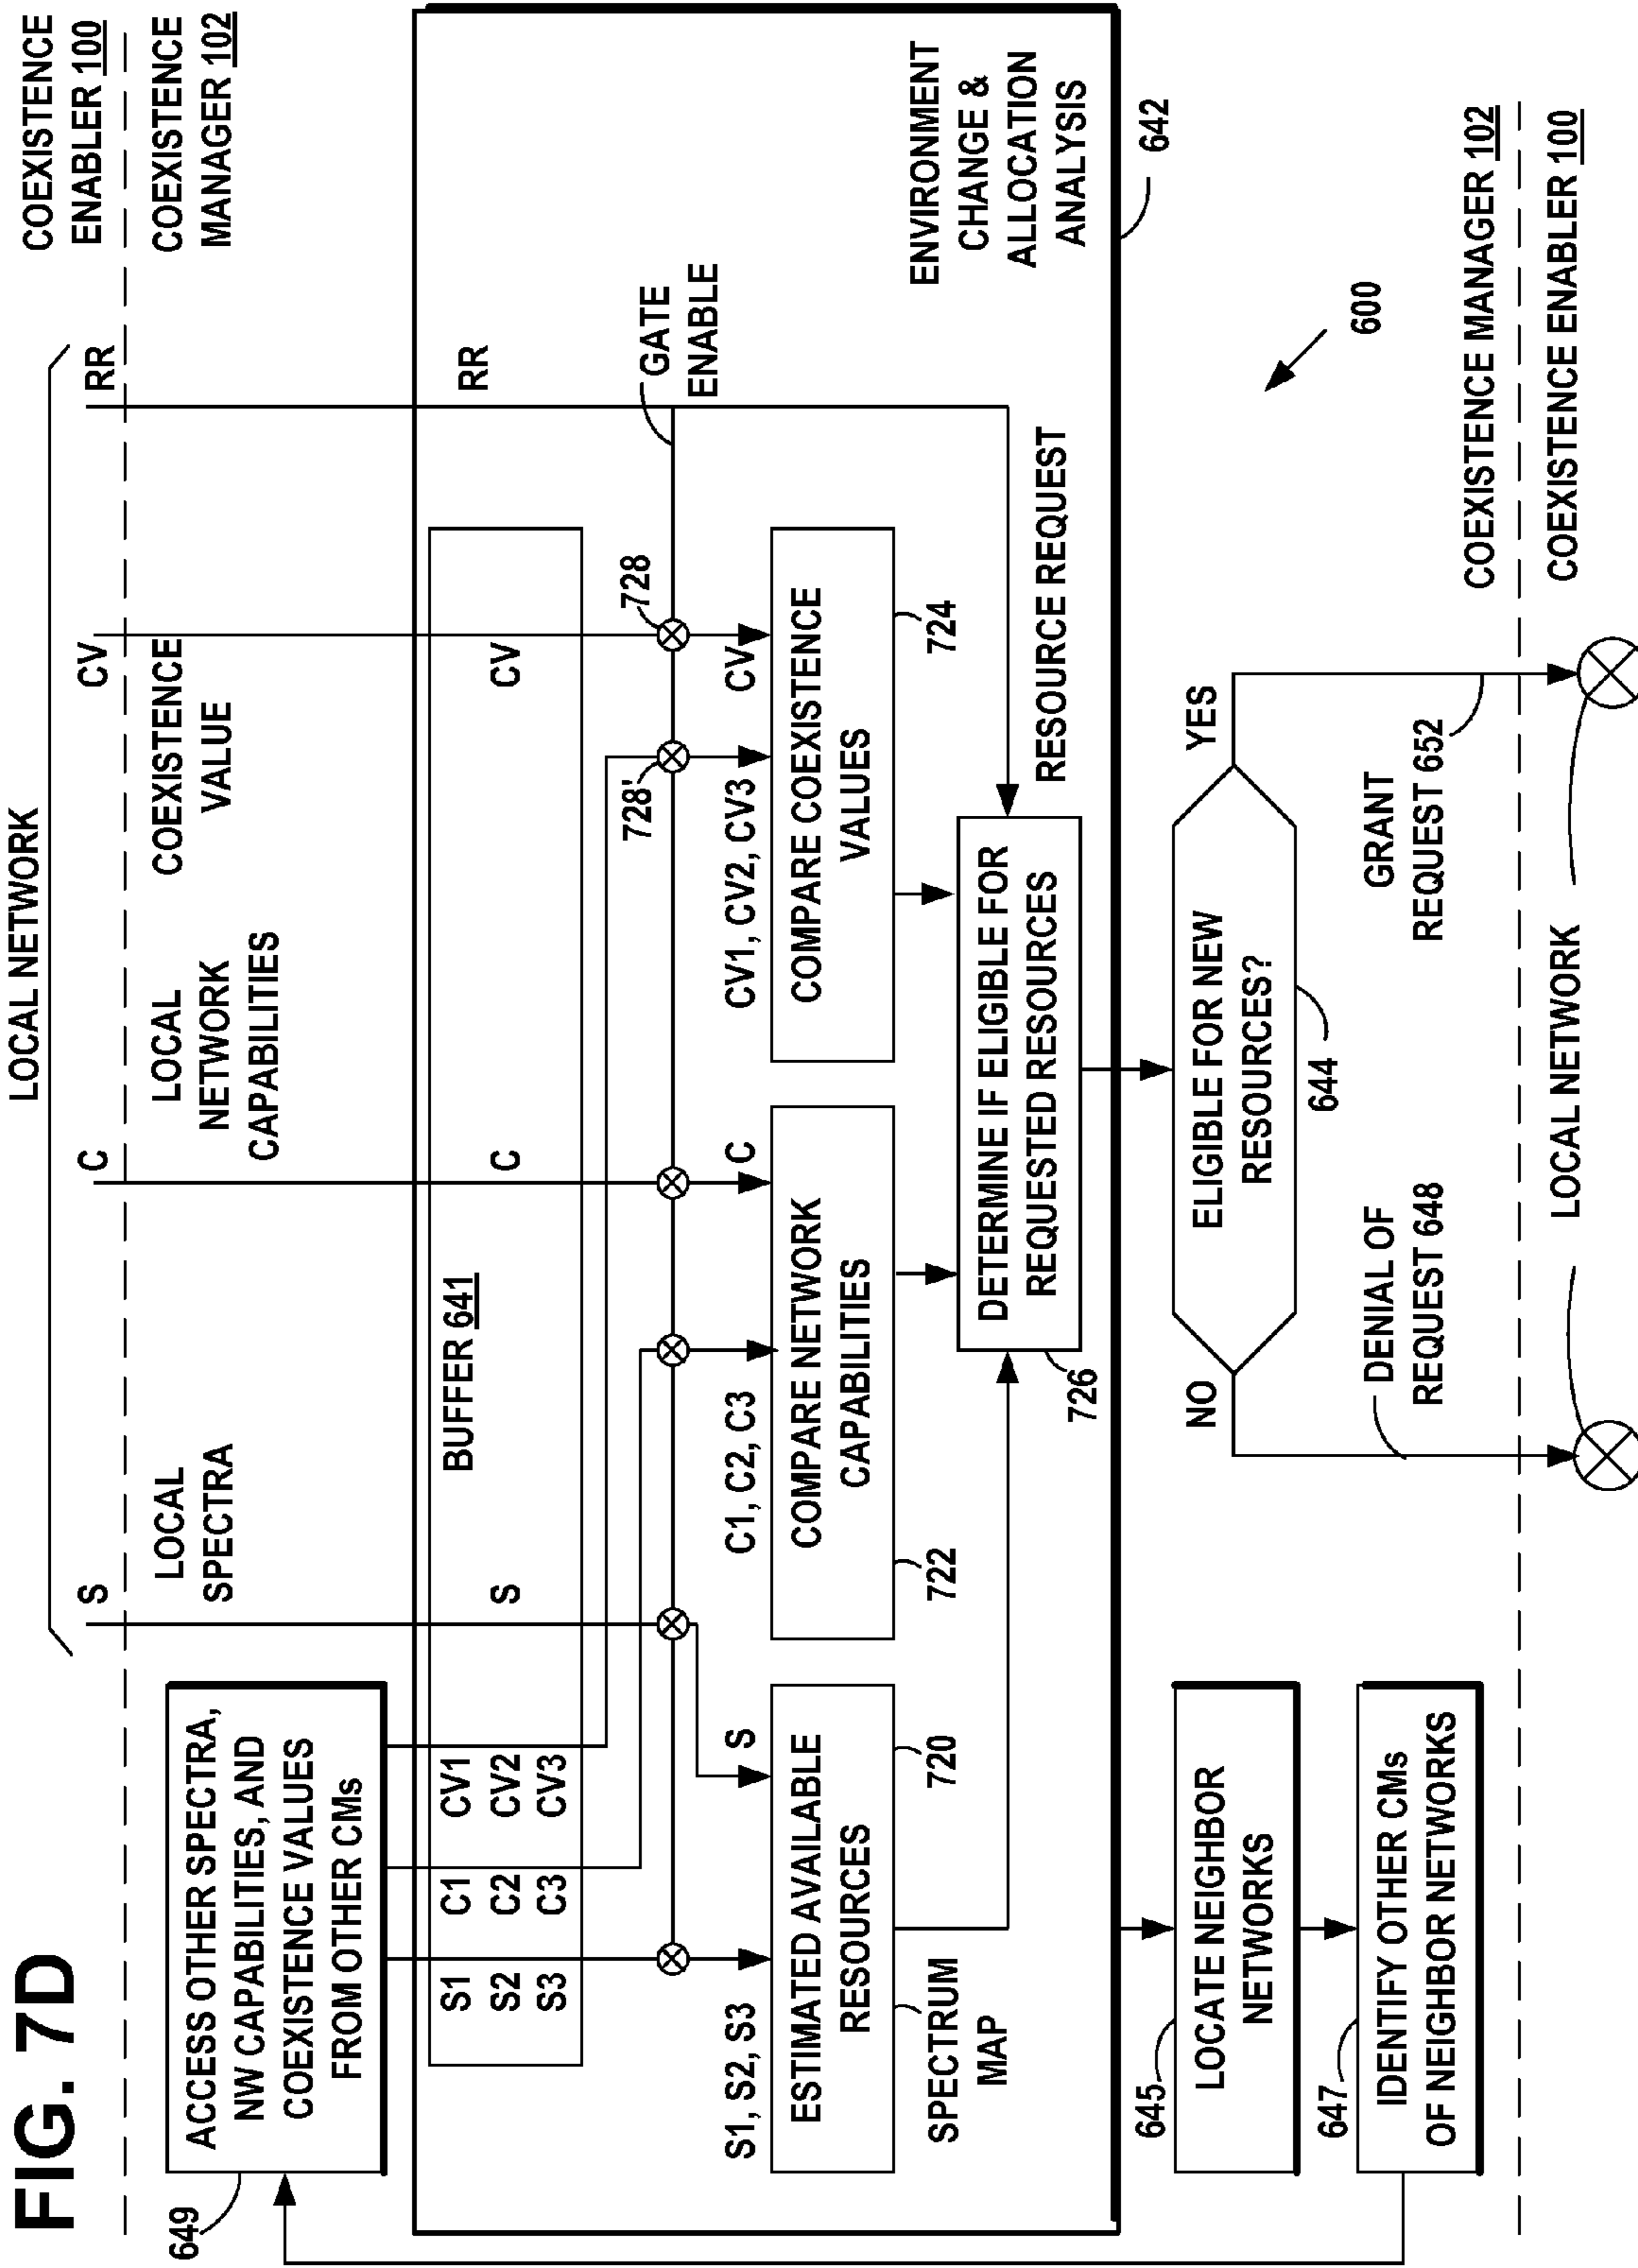 FIG. 7D
LOCAL NETWORK
COEXISTENCE
ENABLER 100
COEXISTENCE
MANAGER 102
S
C
CV
RR
LOCAL
SPECTRA
LOCAL
NETWORK
CAPABILITIES
COEXISTENCE
VALUE
649
ACCESS OTHER SPECTRA,
NW CAPABILITIES, AND
COEXISTENCE VALUES
FROM OTHER CMs
BUFFER 641
S1
S2
S3
C1
C2
C3
CV1
CV2
CV3
S
C
CV
RR
GATE
ENABLE
728'
728
S1, S2, S3
S
C1, C2, C3
C
CV1, CV2, CV3
CV
ESTIMATED AVAILABLE
RESOURCES
720
COMPARE NETWORK
CAPABILITIES
722
COMPARE COEXISTENCE
VALUES
724
ENVIRONMENT
CHANGE &
ALLOCATION
ANALYSIS
642
SPECTRUM
MAP
DETERMINE IF ELIGIBLE FOR
REQUESTED RESOURCES
726
RESOURCE REQUEST
645
LOCATE NEIGHBOR
NETWORKS
647
IDENTIFY OTHER CMs
OF NEIGHBOR NETWORKS
NO
ELIGIBLE FOR NEW
RESOURCES?
644
YES
600
DENIAL OF
REQUEST 648
GRANT
REQUEST 652
COEXISTENCE MANAGER 102
COEXISTENCE ENABLER 100
LOCAL NETWORK